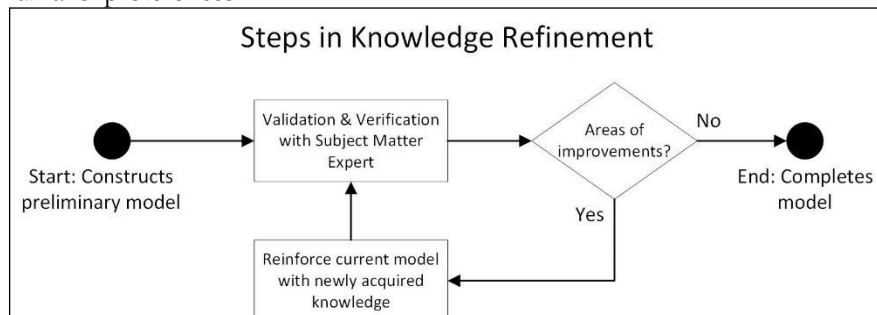 Steps in Knowledge Refinement
Validation & Verification
with Subject Matter
Expert
Areas of
improvements?
No
Start: Constructs
preliminary model
End: Completes
model
Yes
Reinforce current model
with newly acquired
knowledge